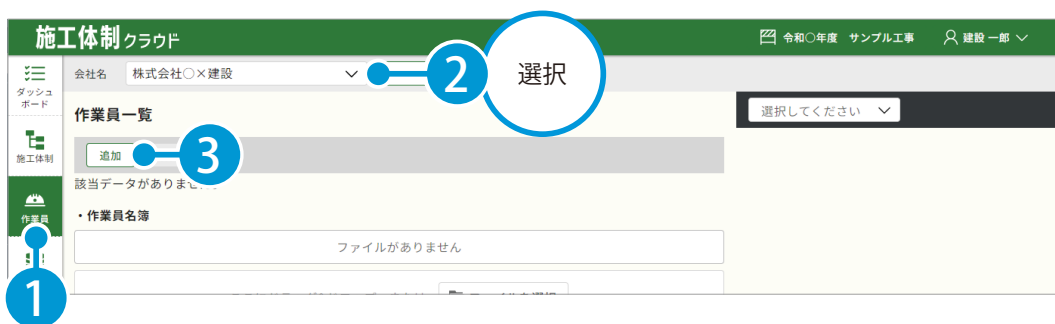 施工体制クラウド
令和○年度 サンプル工事
建設 一郎
ダッシュ
ボード
会社名
株式会社○×建設
2
選択
作業員一覧
選択してください
施工体制
追加
3
該当データがありません
作業員
・作業員名簿
ファイルがありません
1